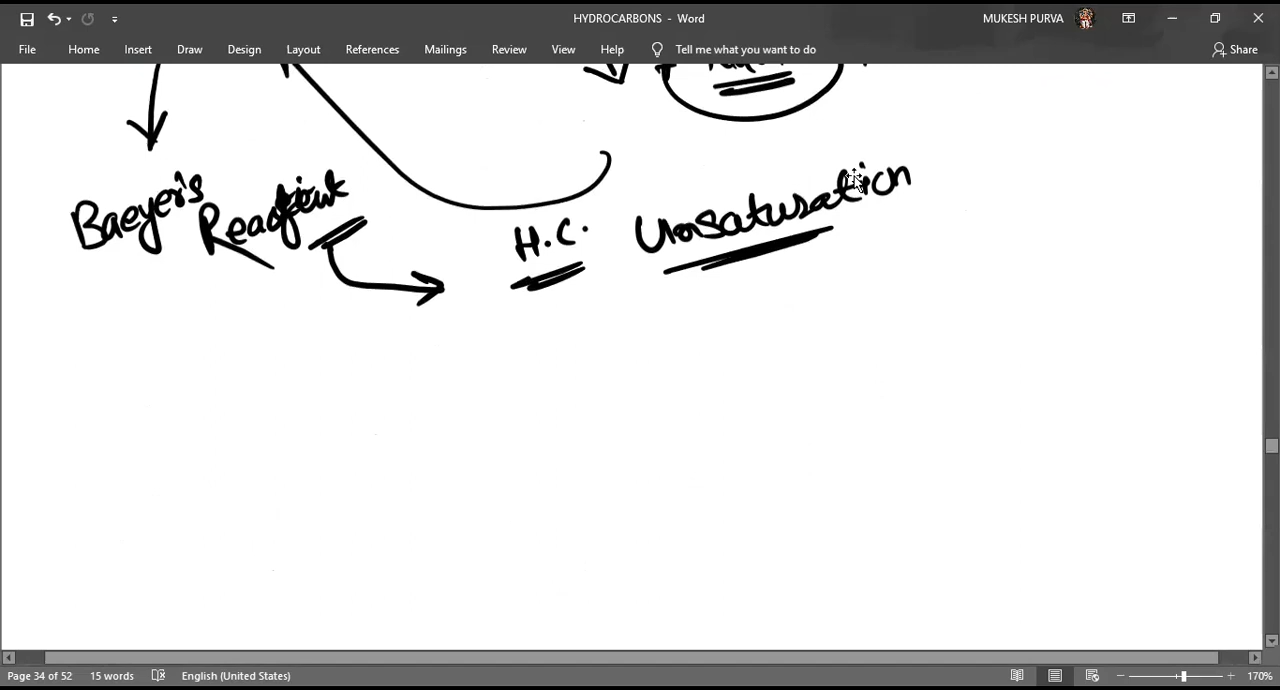 HYDROCARBONS - Word
MUKESH PURVA
File Home Insert Draw Design Layout References Mailings Review View Help Tell me what you want to do Share
Baeyer's Reagent
H.C. Unsaturation
Page 34 of 52 15 words English (United States) 170%